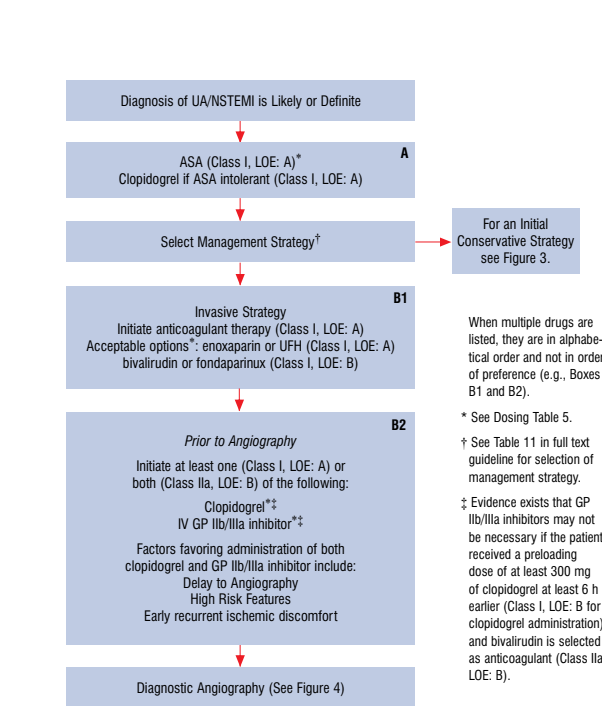 Diagnosis of UA/NSTEMI is Likely or Definite
A
ASA (Class I, LOE: A)*
Clopidogrel if ASA intolerant (Class I, LOE: A)
Select Management Strategy†
For an Initial
Conservative Strategy
see Figure 3.
B1
Invasive Strategy
Initiate anticoagulant therapy (Class I, LOE: A)
Acceptable options*: enoxaparin or UFH (Class I, LOE: A)
bivalirudin or fondaparinux (Class I, LOE: B)
B2
Prior to Angiography
Initiate at least one (Class I, LOE: A) or
both (Class IIa, LOE: B) of the following:
Clopidogrel*‡
IV GP IIb/IIIa inhibitor*‡
Factors favoring administration of both
clopidogrel and GP IIb/IIIa inhibitor include:
Delay to Angiography
High Risk Features
Early recurrent ischemic discomfort
Diagnostic Angiography (See Figure 4)
When multiple drugs are
listed, they are in alphabe-
tical order and not in order
of preference (e.g., Boxes
B1 and B2).
* See Dosing Table 5.
† See Table 11 in full text
guideline for selection of
management strategy.
‡ Evidence exists that GP
IIb/IIIa inhibitors may not
be necessary if the patient
received a preloading
dose of at least 300 mg
of clopidogrel at least 6 h
earlier (Class I, LOE: B for
clopidogrel administration)
and bivalirudin is selected
as anticoagulant (Class IIa
LOE: B).